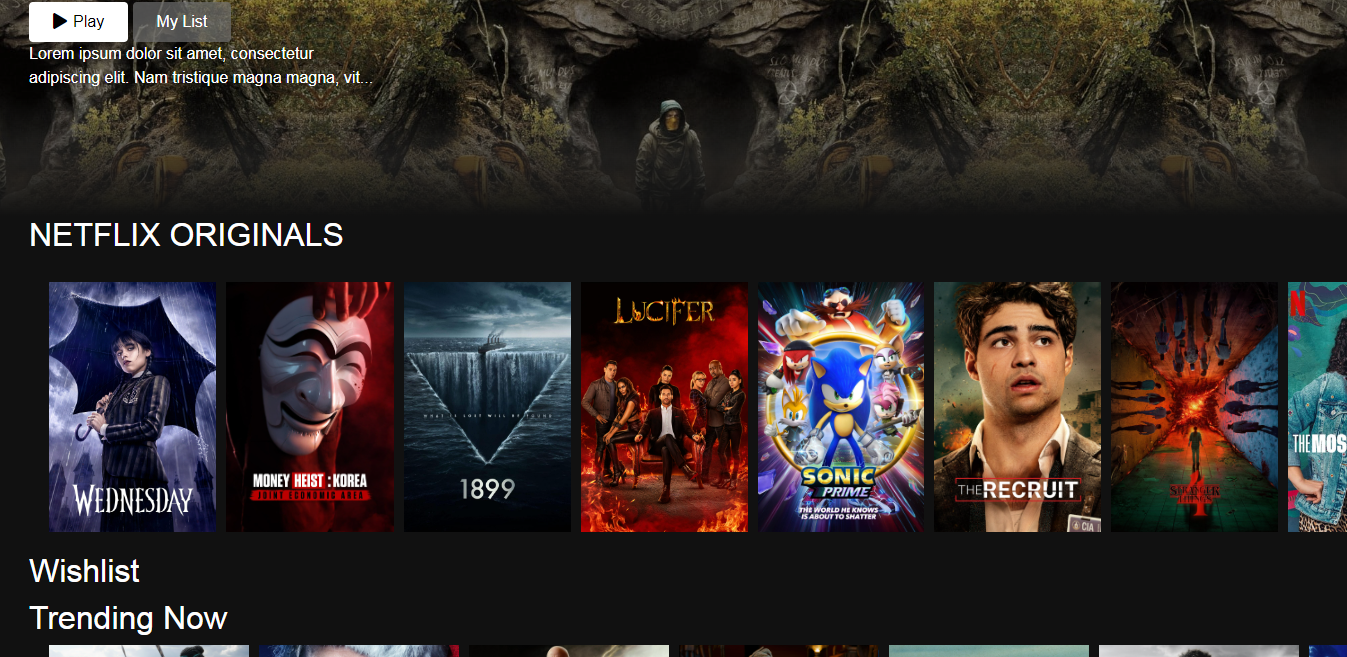 Play
My List
Lorem ipsum dolor sit amet, consectetur
adipiscing elit. Nam tristique magna magna, vit...
NETFLIX ORIGINALS
WEDNESDAY
MONEY HEIST : KOREA
JOINT ECONOMIC AREA
WHAT IS LOST WILL BE FOUND
1899
LUCIFER
SONIC
PRIME
THE WORLD HE KNOWS
IS ABOUT TO SHATTER
THE RECRUIT
CIA
STRANGER
THINGS
N
THE MOS
Wishlist
Trending Now